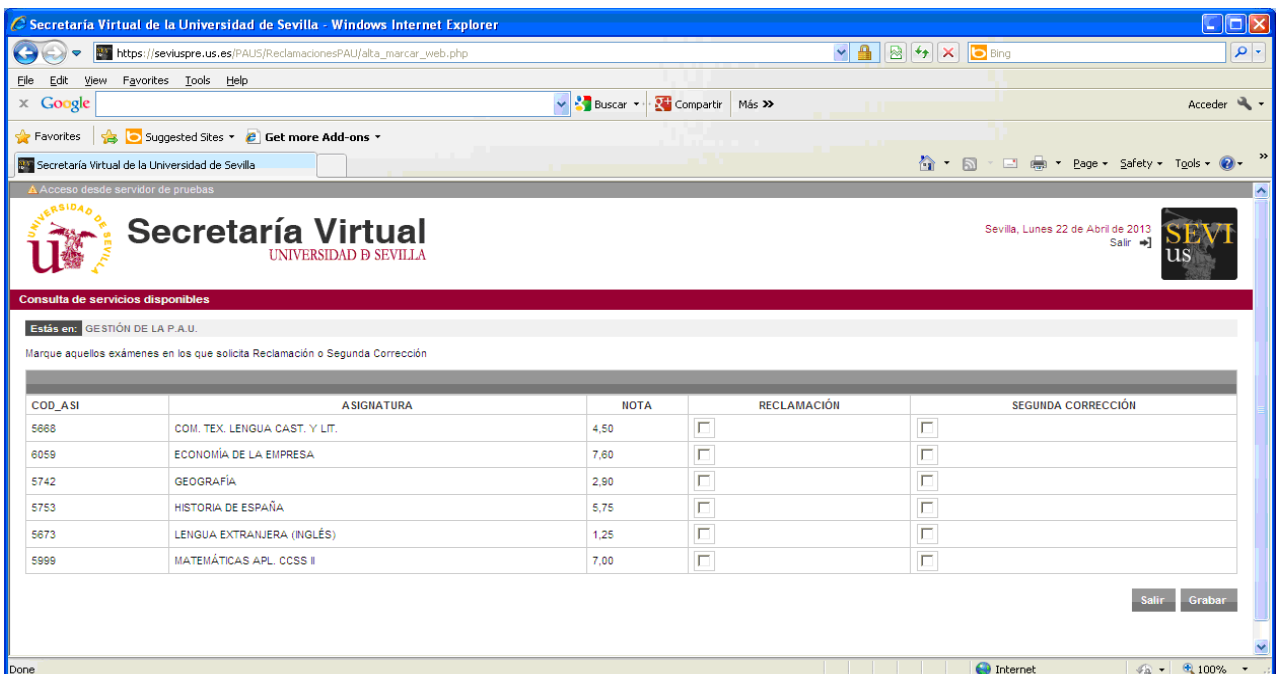 Secretaría Virtual de la Universidad de Sevilla - Windows Internet Explorer
https://seviuspre.us.es/PAUS/ReclamacionesPAU/alta_marcar_web.php
Bing
File Edit View Favorites Tools Help
x Google Buscar Compartir Más >> Acceder
Favorites Suggested Sites Get more Add-ons
Secretaría Virtual de la Universidad de Sevilla Page Safety Tools
Acceso desde servidor de pruebas
UNIVERSIDAD DE SEVILLA
Secretaría Virtual
UNIVERSIDAD Ð SEVILLA
Sevilla, Lunes 22 de Abril de 2013
Salir
SEVI
us
Consulta de servicios disponibles
Estás en: GESTIÓN DE LA P.A.U.
Marque aquellos exámenes en los que solicita Reclamación o Segunda Corrección
COD_ASI ASIGNATURA NOTA RECLAMACIÓN SEGUNDA CORRECCIÓN
5668 COM. TEX. LENGUA CAST. Y LIT. 4,50
6059 ECONOMÍA DE LA EMPRESA 7,60
5742 GEOGRAFÍA 2,90
5753 HISTORIA DE ESPAÑA 5,75
5673 LENGUA EXTRANJERA (INGLÉS) 1,25
5999 MATEMÁTICAS APL. CCSS II 7,00
Salir Grabar
Done Internet 100%